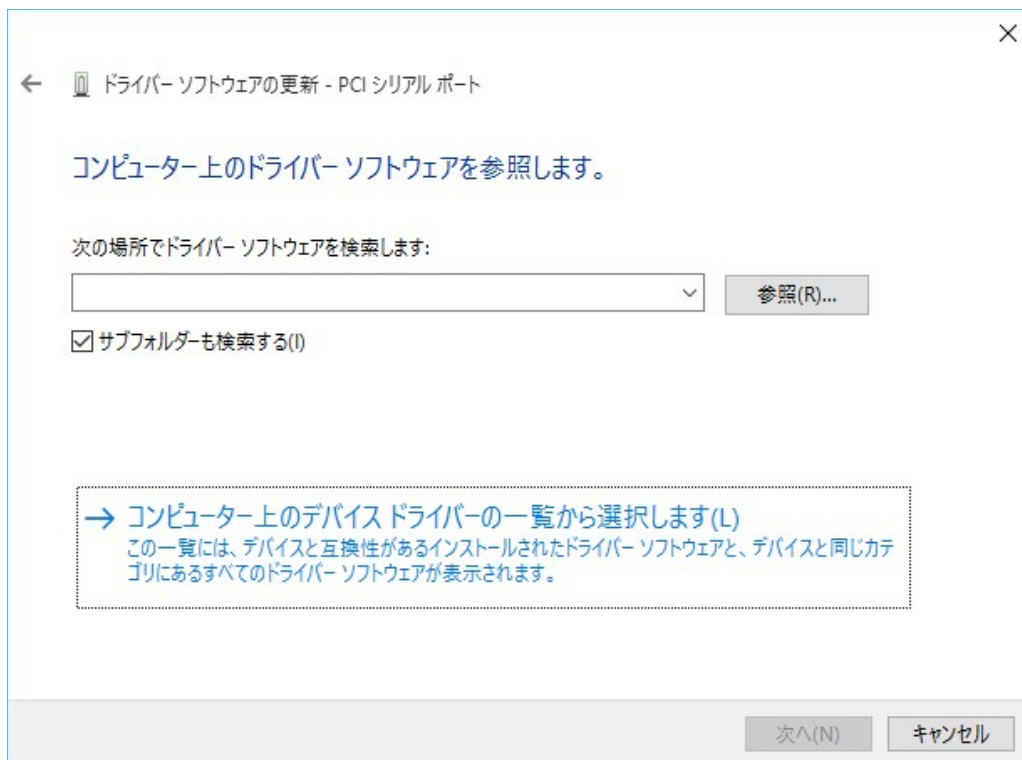 ドライバー ソフトウェアの更新 - PCI シリアル ポート
コンピューター上のドライバー ソフトウェアを参照します。
次の場所でドライバー ソフトウェアを検索します:
参照(R)...
サブフォルダーも検索する(I)
コンピューター上のデバイス ドライバーの一覧から選択します(L)
この一覧には、デバイスと互換性があるインストールされたドライバー ソフトウェアと、デバイスと同じカテ
ゴリにあるすべてのドライバー ソフトウェアが表示されます。
次へ(N)
キャンセル